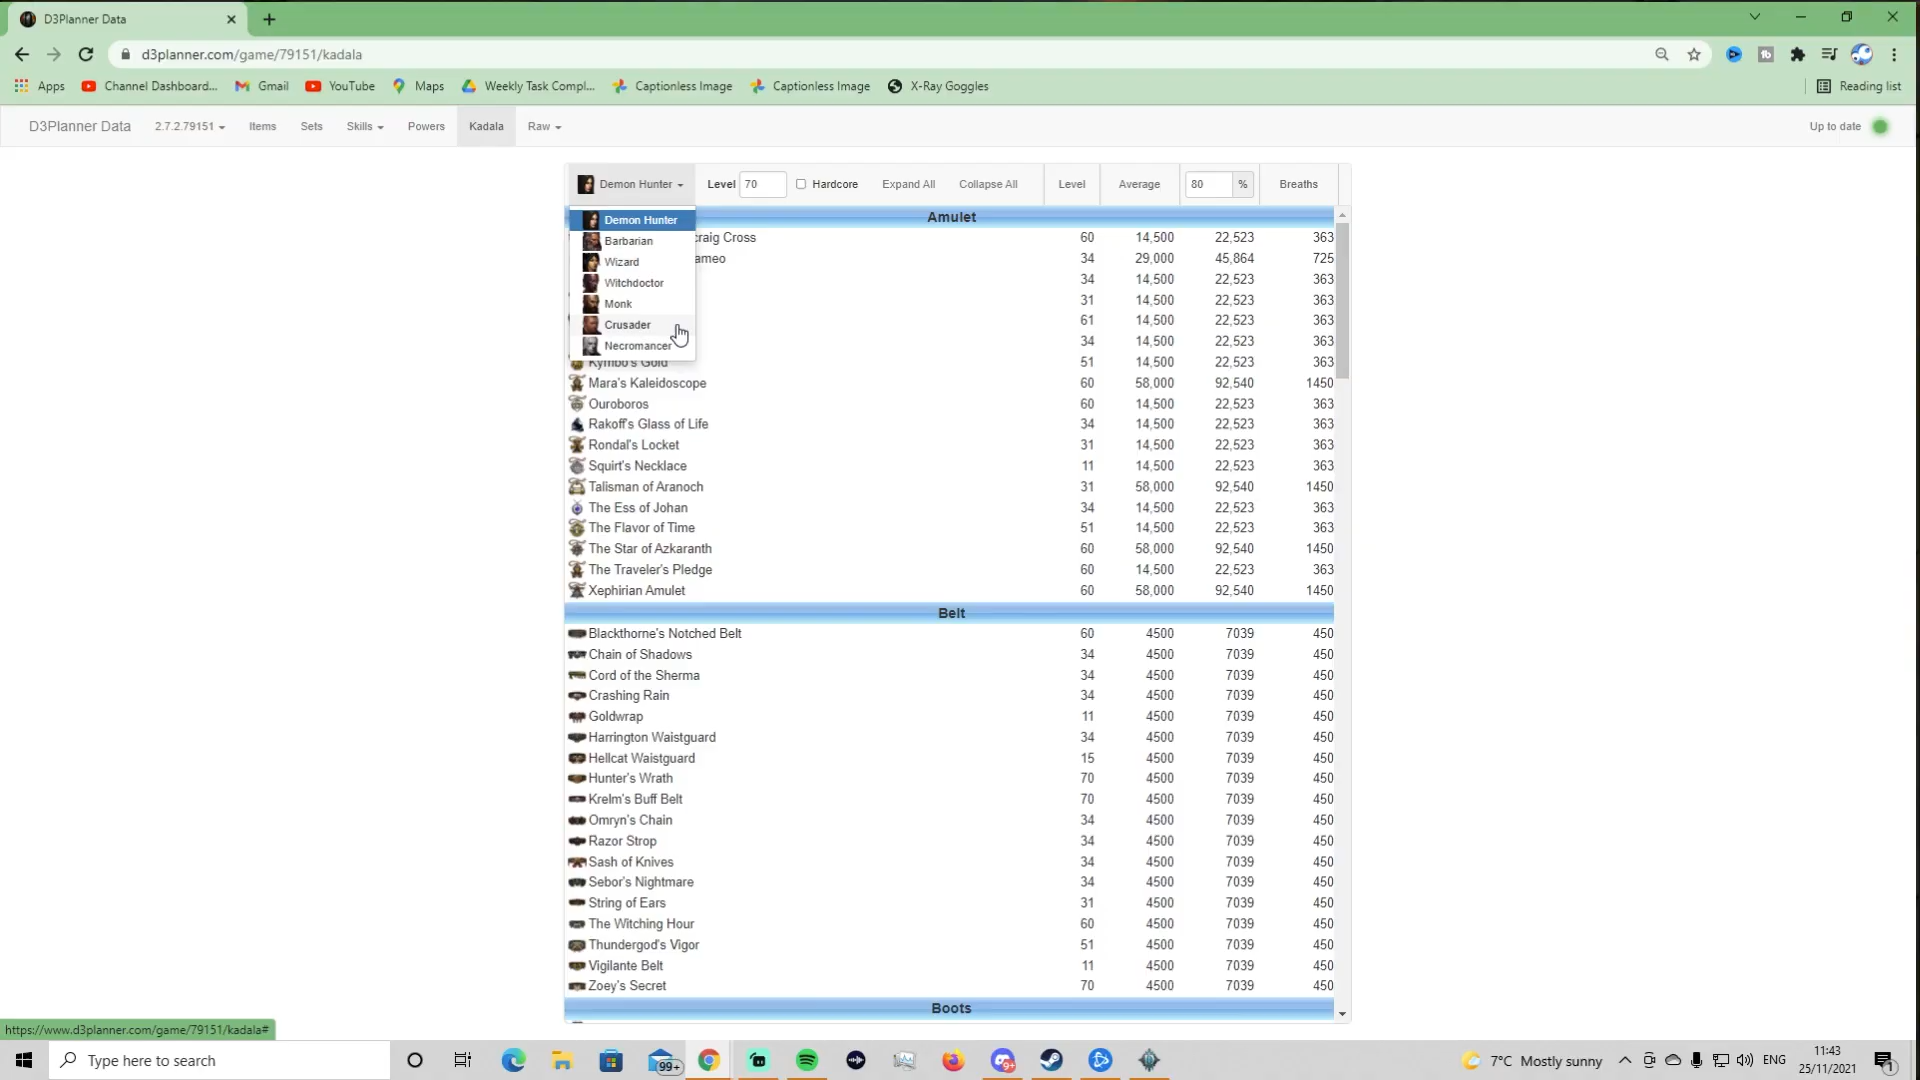 D3Planner Data
d3planner.com/game/79151/kadala
Apps Channel Dashboard... Gmail YouTube Maps Weekly Task Compl... Captionless Image Captionless Image X-Ray Goggles Reading list
D3Planner Data 2.7.2.79151 Items Sets Skills Powers Kadala Raw Up to date
Demon Hunter Level 70 Hardcore Expand All Collapse All Level Average 80 % Breaths
Demon Hunter
Barbarian
Wizard
Witchdoctor
Monk
Crusader
Necromancer
Amulet
craig Cross 60 14,500 22,523 363
ameo 34 29,000 45,864 725
34 14,500 22,523 363
31 14,500 22,523 363
61 14,500 22,523 363
34 14,500 22,523 363
Kymbo's Gold 51 14,500 22,523 363
Mara's Kaleidoscope 60 58,000 92,540 1450
Ouroboros 60 14,500 22,523 363
Rakoff's Glass of Life 34 14,500 22,523 363
Rondal's Locket 31 14,500 22,523 363
Squirt's Necklace 11 14,500 22,523 363
Talisman of Aranoch 31 58,000 92,540 1450
The Ess of Johan 34 14,500 22,523 363
The Flavor of Time 51 14,500 22,523 363
The Star of Azkaranth 60 58,000 92,540 1450
The Traveler's Pledge 60 14,500 22,523 363
Xephirian Amulet 60 58,000 92,540 1450
Belt
Blackthorne's Notched Belt 60 4500 7039 450
Chain of Shadows 34 4500 7039 450
Cord of the Sherma 34 4500 7039 450
Crashing Rain 34 4500 7039 450
Goldwrap 11 4500 7039 450
Harrington Waistguard 34 4500 7039 450
Hellcat Waistguard 15 4500 7039 450
Hunter's Wrath 70 4500 7039 450
Krelm's Buff Belt 70 4500 7039 450
Omryn's Chain 34 4500 7039 450
Razor Strop 34 4500 7039 450
Sash of Knives 34 4500 7039 450
Sebor's Nightmare 34 4500 7039 450
String of Ears 31 4500 7039 450
The Witching Hour 60 4500 7039 450
Thundergod's Vigor 51 4500 7039 450
Vigilante Belt 11 4500 7039 450
Zoey's Secret 70 4500 7039 450
Boots
https://www.d3planner.com/game/79151/kadala#
Type here to search 99+ 9+ 7°C Mostly sunny ENG 11:43
25/11/2021 1